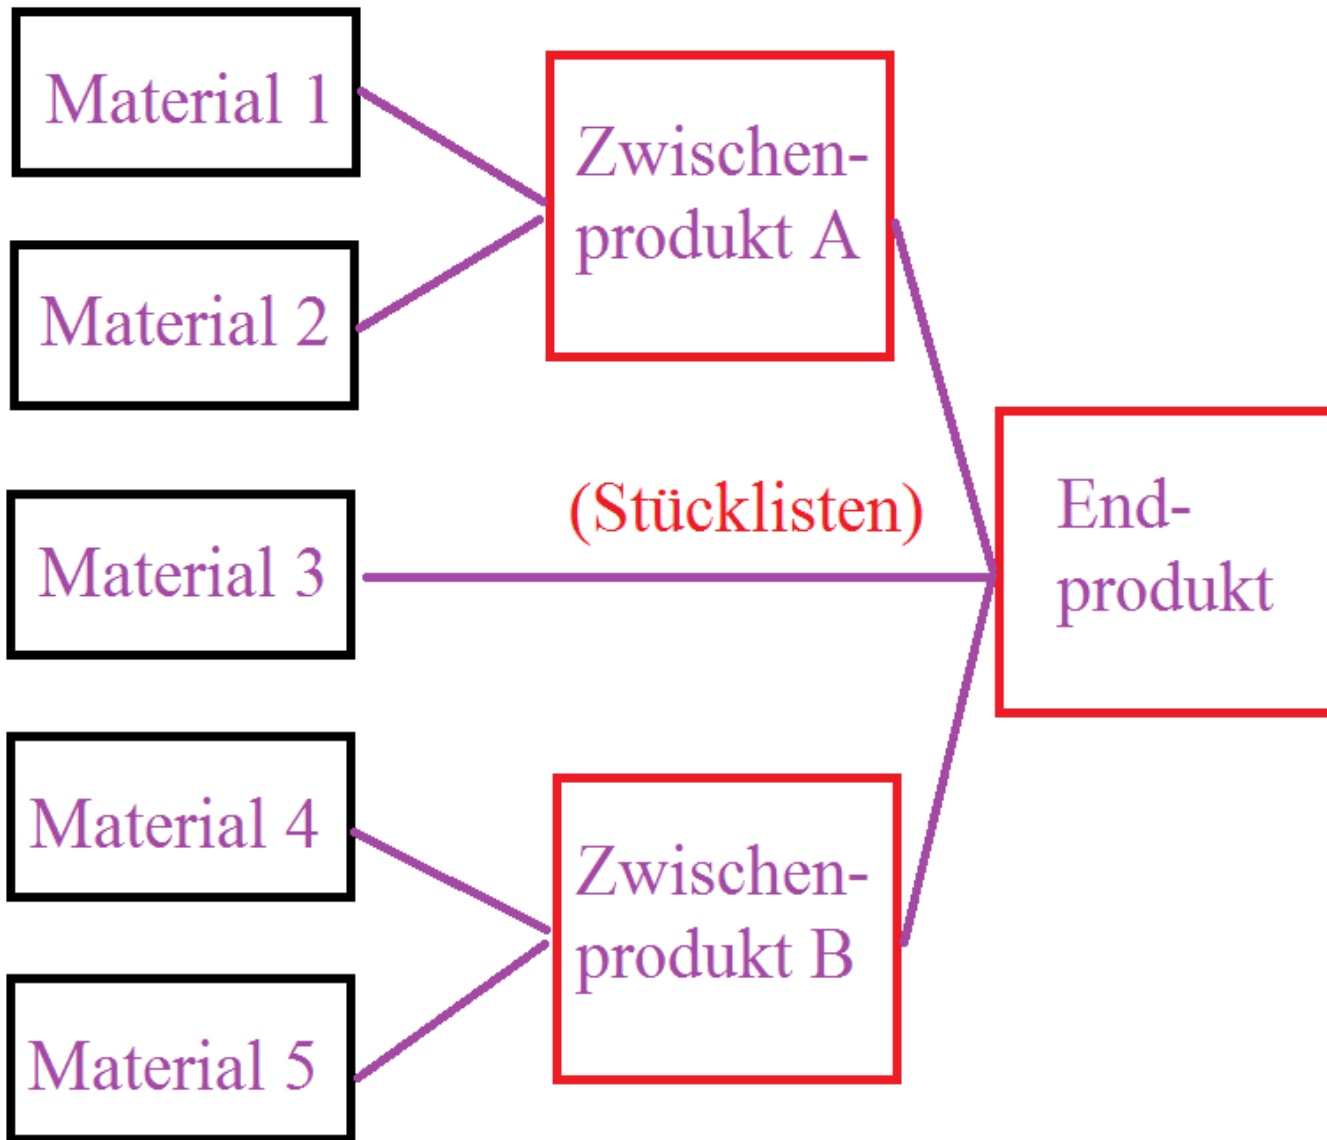 Material 1
Zwischen-
produkt A
Material 2
(Stücklisten)
Material 3
End-
produkt
Material 4
Zwischen-
produkt B
Material 5